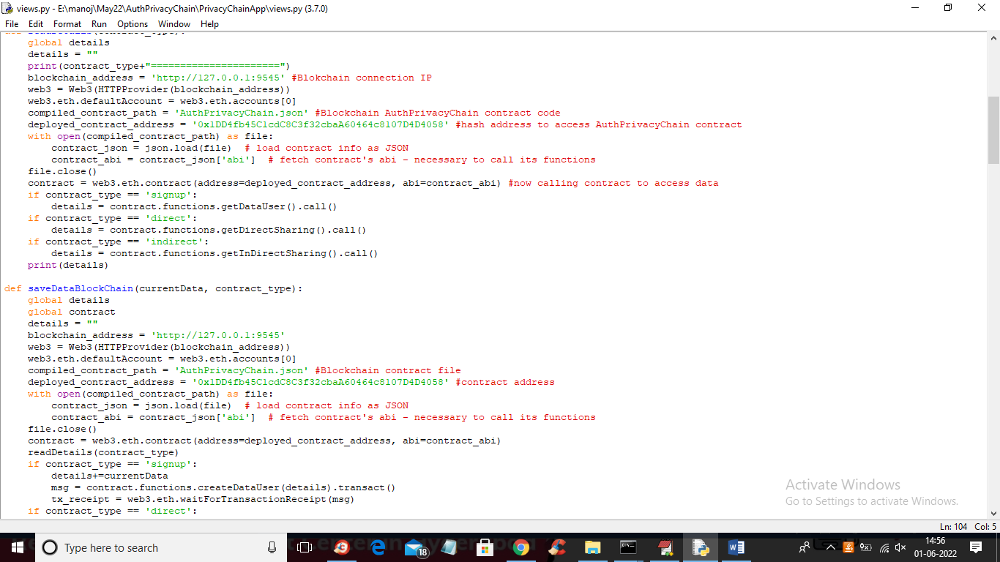 views.py - E:\manoj\May22\AuthPrivacyChain\PrivacyChainApp\views.py (3.7.0)
File Edit Format Run Options Window Help
global details
details = ""
print(contract_type+"======================")
blockchain_address = 'http://127.0.0.1:9545' #Blokchain connection IP
web3 = Web3(HTTPProvider(blockchain_address))
web3.eth.defaultAccount = web3.eth.accounts[0]
compiled_contract_path = 'AuthPrivacyChain.json' #Blockchain AuthPrivacyChain contract code
deployed_contract_address = '0x1DD4fb45C1cdC8C3f32cbaA60464c8107D4D4058' #hash address to access AuthPrivacyChain contract
with open(compiled_contract_path) as file:
contract_json = json.load(file)  # load contract info as JSON
contract_abi = contract_json['abi']  # fetch contract's abi - necessary to call its functions
file.close()
contract = web3.eth.contract(address=deployed_contract_address, abi=contract_abi) #now calling contract to access data
if contract_type == 'signup':
details = contract.functions.getDataUser().call()
if contract_type == 'direct':
details = contract.functions.getDirectSharing().call()
if contract_type == 'indirect':
details = contract.functions.getInDirectSharing().call()
print(details)
def saveDataBlockChain(currentData, contract_type):
global details
global contract
details = ""
blockchain_address = 'http://127.0.0.1:9545'
web3 = Web3(HTTPProvider(blockchain_address))
web3.eth.defaultAccount = web3.eth.accounts[0]
compiled_contract_path = 'AuthPrivacyChain.json' #Blockchain contract file
deployed_contract_address = '0x1DD4fb45C1cdC8C3f32cbaA60464c8107D4D4058' #contract address
with open(compiled_contract_path) as file:
contract_json = json.load(file)  # load contract info as JSON
contract_abi = contract_json['abi']  # fetch contract's abi - necessary to call its functions
file.close()
contract = web3.eth.contract(address=deployed_contract_address, abi=contract_abi)
readDetails(contract_type)
if contract_type == 'signup':
details+=currentData
msg = contract.functions.createDataUser(details).transact()
tx_receipt = web3.eth.waitForTransactionReceipt(msg)
if contract_type == 'direct':
Activate Windows
Go to Settings to activate Windows.
Ln: 104 Col: 5
Type here to search
18
14:56
01-06-2022